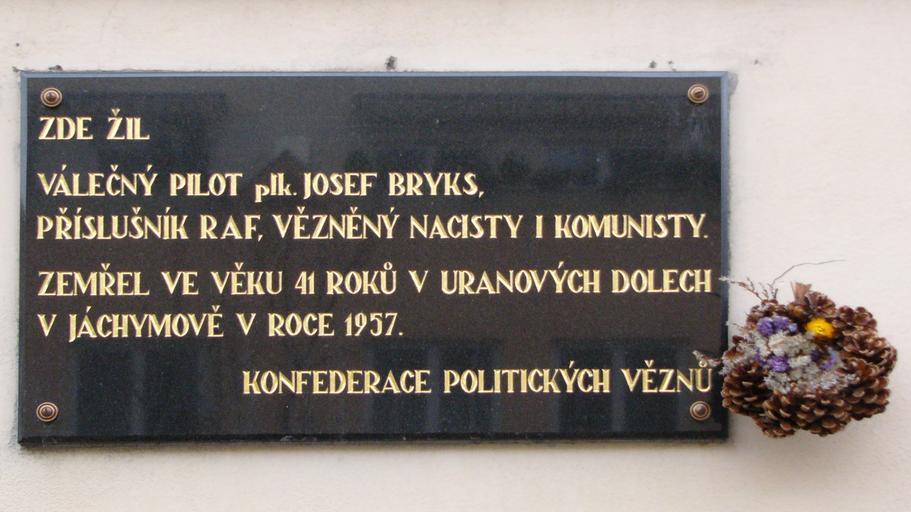 ZDE ŽIL
VÁLEČNÝ PILOT plk. JOSEF BRYKS,
PŘÍSLUŠNÍK RAF, VĚZNĚNÝ NACISTY I KOMUNISTY.
ZEMŘEL VE VĚKU 41 ROKŮ V URANOVÝCH DOLECH
V JÁCHYMOVĚ V ROCE 1957.
KONFEDERACE POLITICKÝCH VĚZNŮ